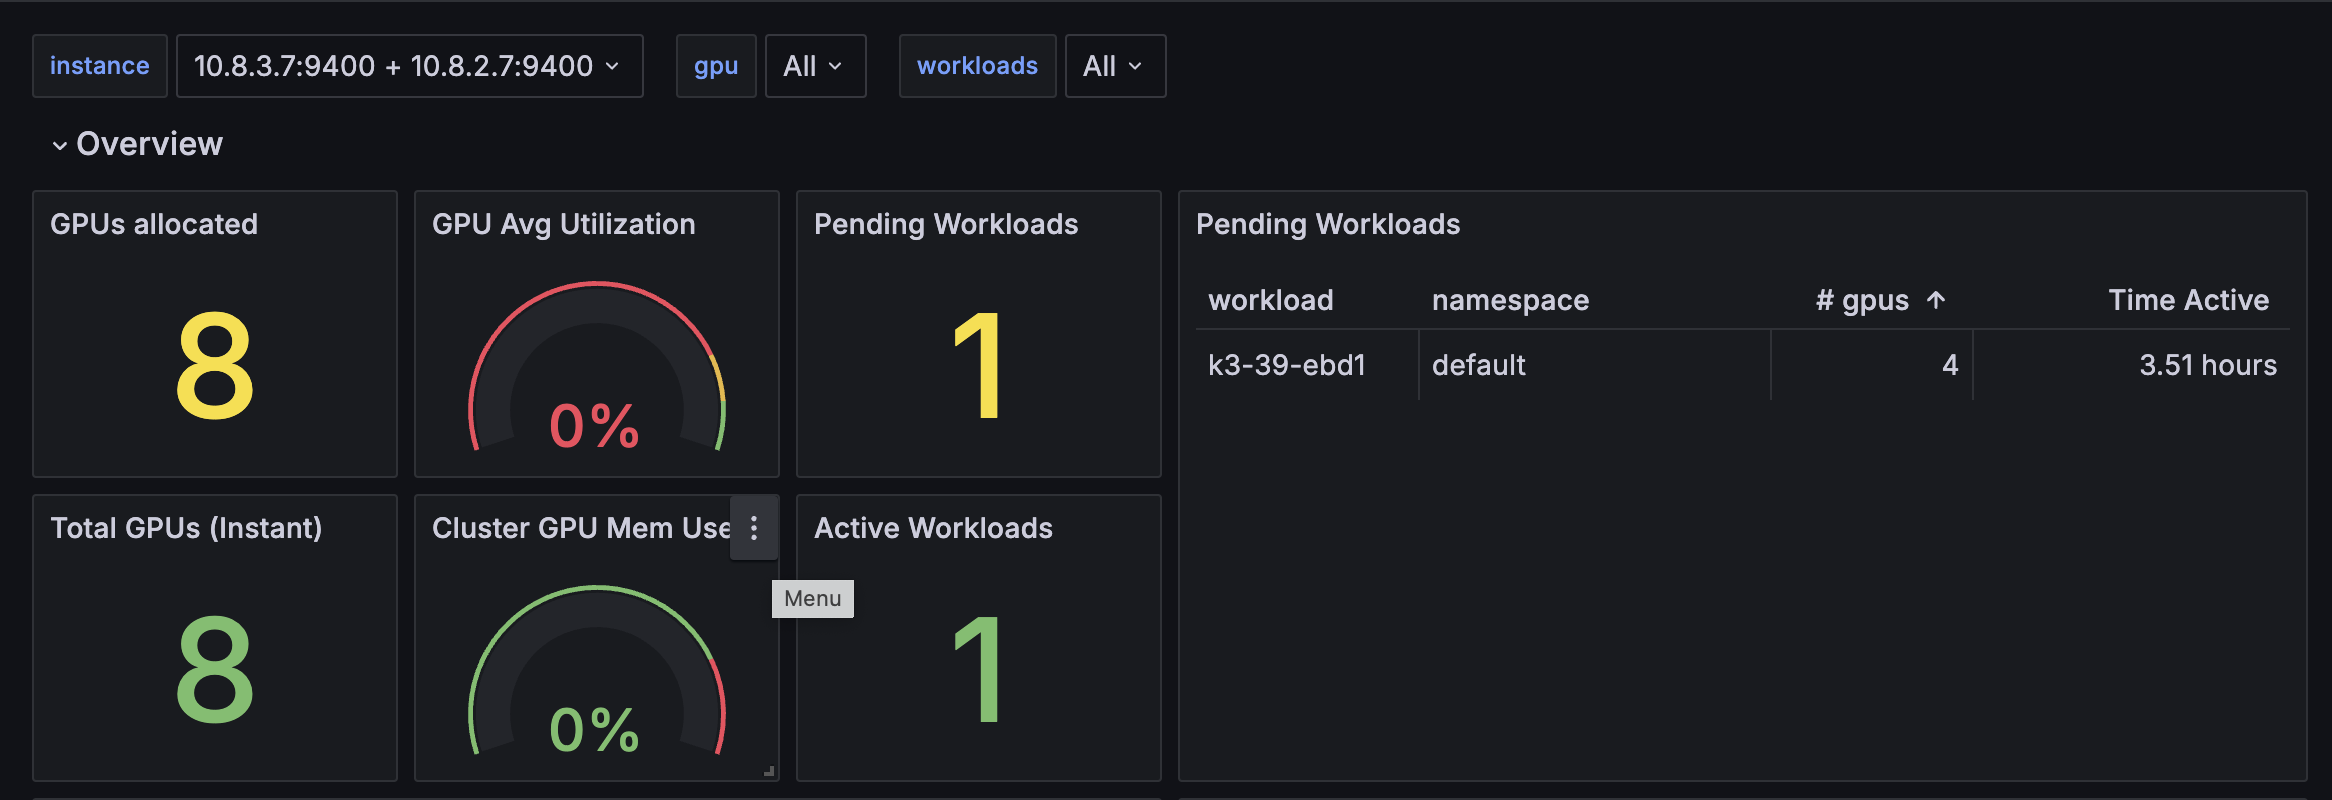 instance 10.8.3.7:9400 + 10.8.2.7:9400 gpu All workloads All
Overview
GPUs allocated
8
GPU Avg Utilization
0%
Pending Workloads
1
Pending Workloads
workload namespace # gpus ↑ Time Active
k3-39-ebd1 default 4 3.51 hours
Total GPUs (Instant)
8
Cluster GPU Mem Use
0%
Menu
Active Workloads
1